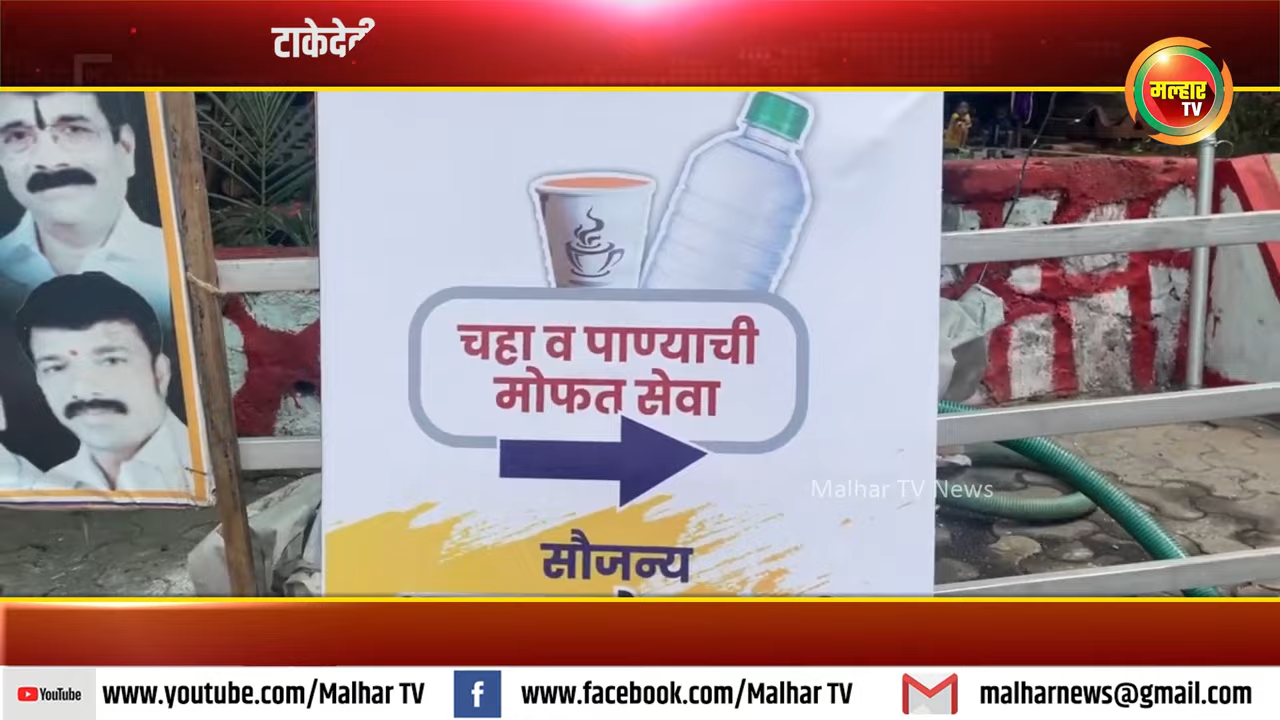 टाकेदेवी
मल्हार
TV
चहा व पाण्याची
मोफत सेवा
Malhar TV News
सौजन्य
YouTube
www.youtube.com/Malhar TV
www.facebook.com/Malhar TV
malharnews@gmail.com